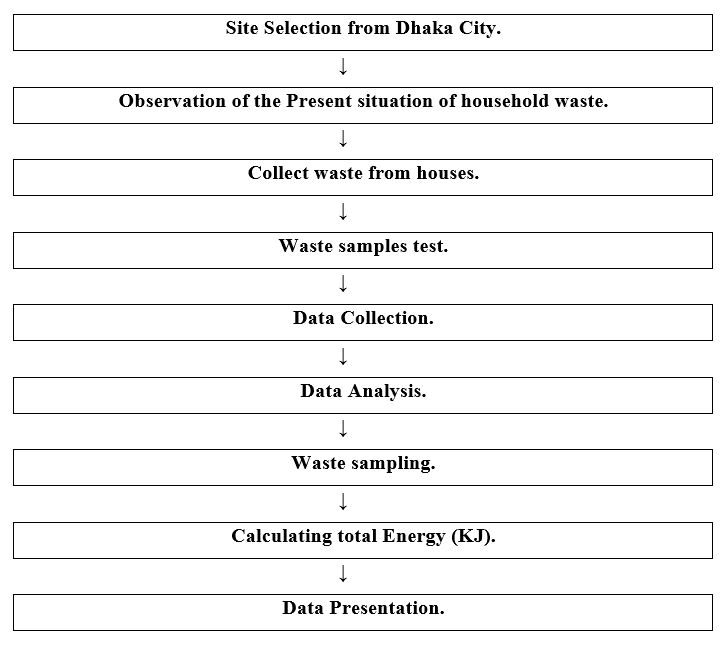 Site Selection from Dhaka City.
↓
Observation of the Present situation of household waste.
↓
Collect waste from houses.
↓
Waste samples test.
↓
Data Collection.
↓
Data Analysis.
↓
Waste sampling.
↓
Calculating total Energy (KJ).
↓
Data Presentation.